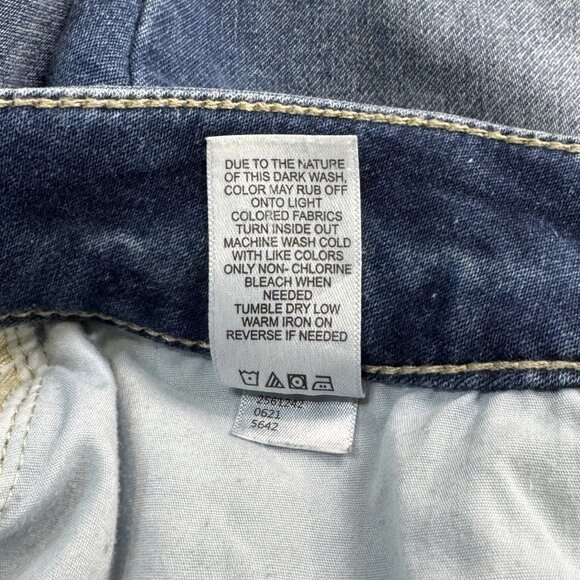 DUE TO THE NATURE
OF THIS DARK WASH,
COLOR MAY RUB OFF
ONTO LIGHT
COLORED FABRICS
TURN INSIDE OUT
MACHINE WASH COLD
WITH LIKE COLORS
ONLY NON- CHLORINE
BLEACH WHEN
NEEDED
TUMBLE DRY LOW
WARM IRON ON
REVERSE IF NEEDED
2561242
0621
5642